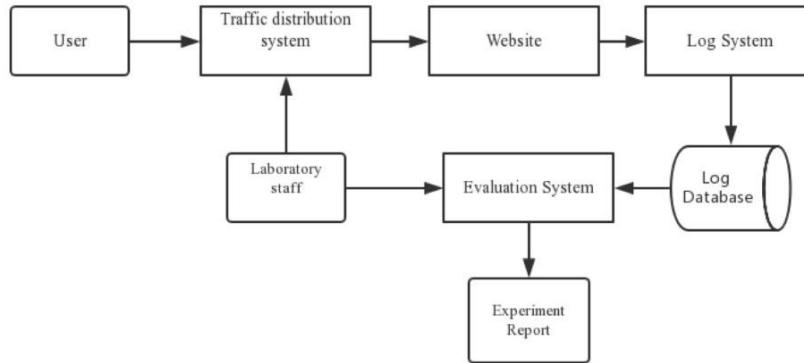 User
Traffic distribution
system
Website
Log System
Laboratory
staff
Evaluation System
Log
Database
Experiment
Report